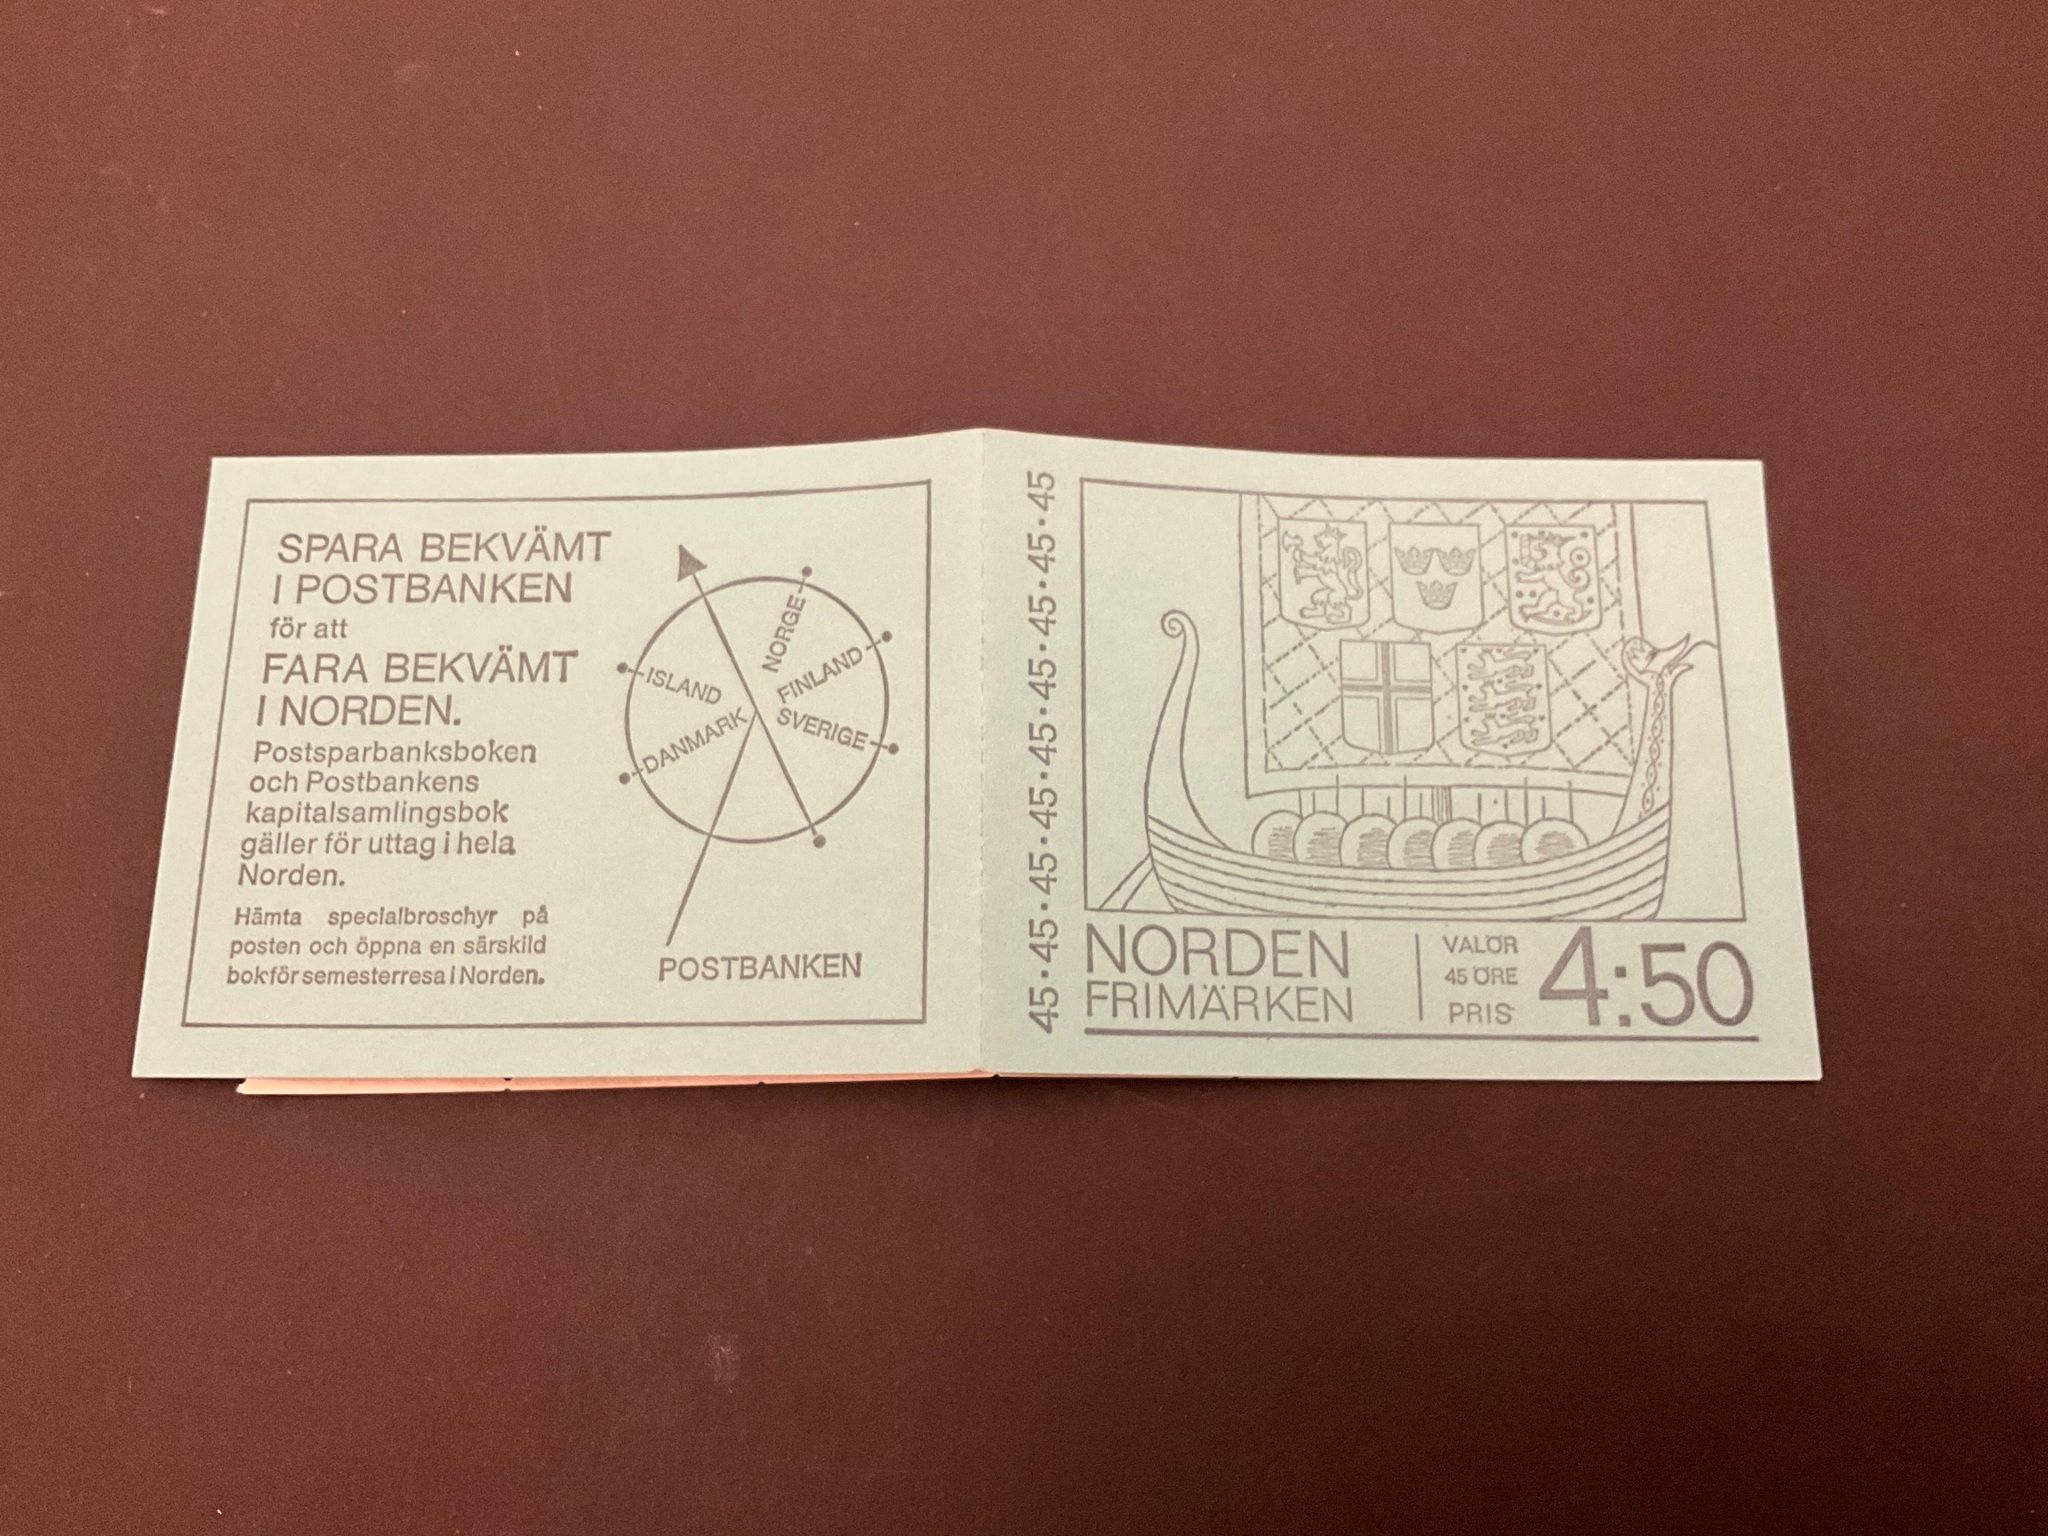 SPARA BEKVÄMT
I POSTBANKEN
för att
FARA BEKVÄMT
I NORDEN.
Postsparbanksboken
och Postbankens
kapitalsamlingsbok
gäller för uttag i hela
Norden.
Hämta specialbroschyr på
posten och öppna en särskild
bok för semesterresa i Norden.
NORGE
FINLAND
SVERIGE
ISLAND
DANMARK
POSTBANKEN
45·45·45·45·45·45·45·45·45
NORDEN
FRIMÄRKEN
VALÖR
45 ÖRE
PRIS
4:50